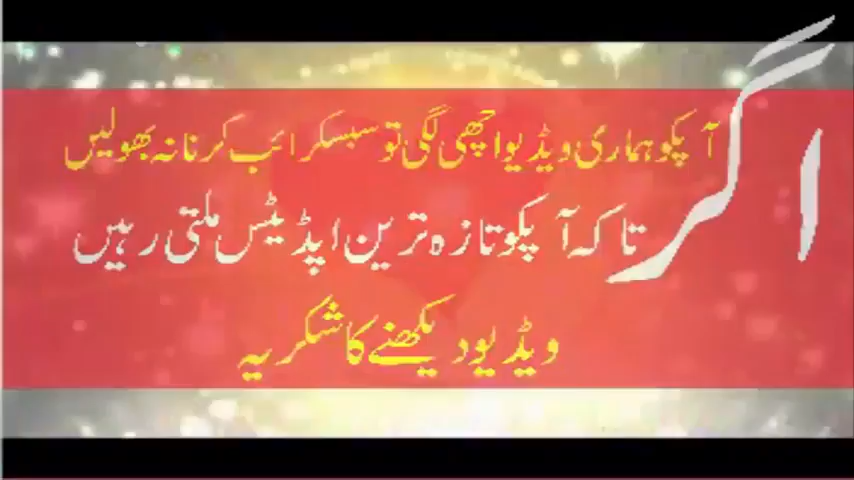 اگر آپکو ہماری ویڈیو اچھی لگی تو سبسکرائب کرنا نہ بھولیں
تاکہ آپکو تازہ ترین اپڈیٹس ملتی رہیں
ویڈیو دیکھنے کا شکریہ